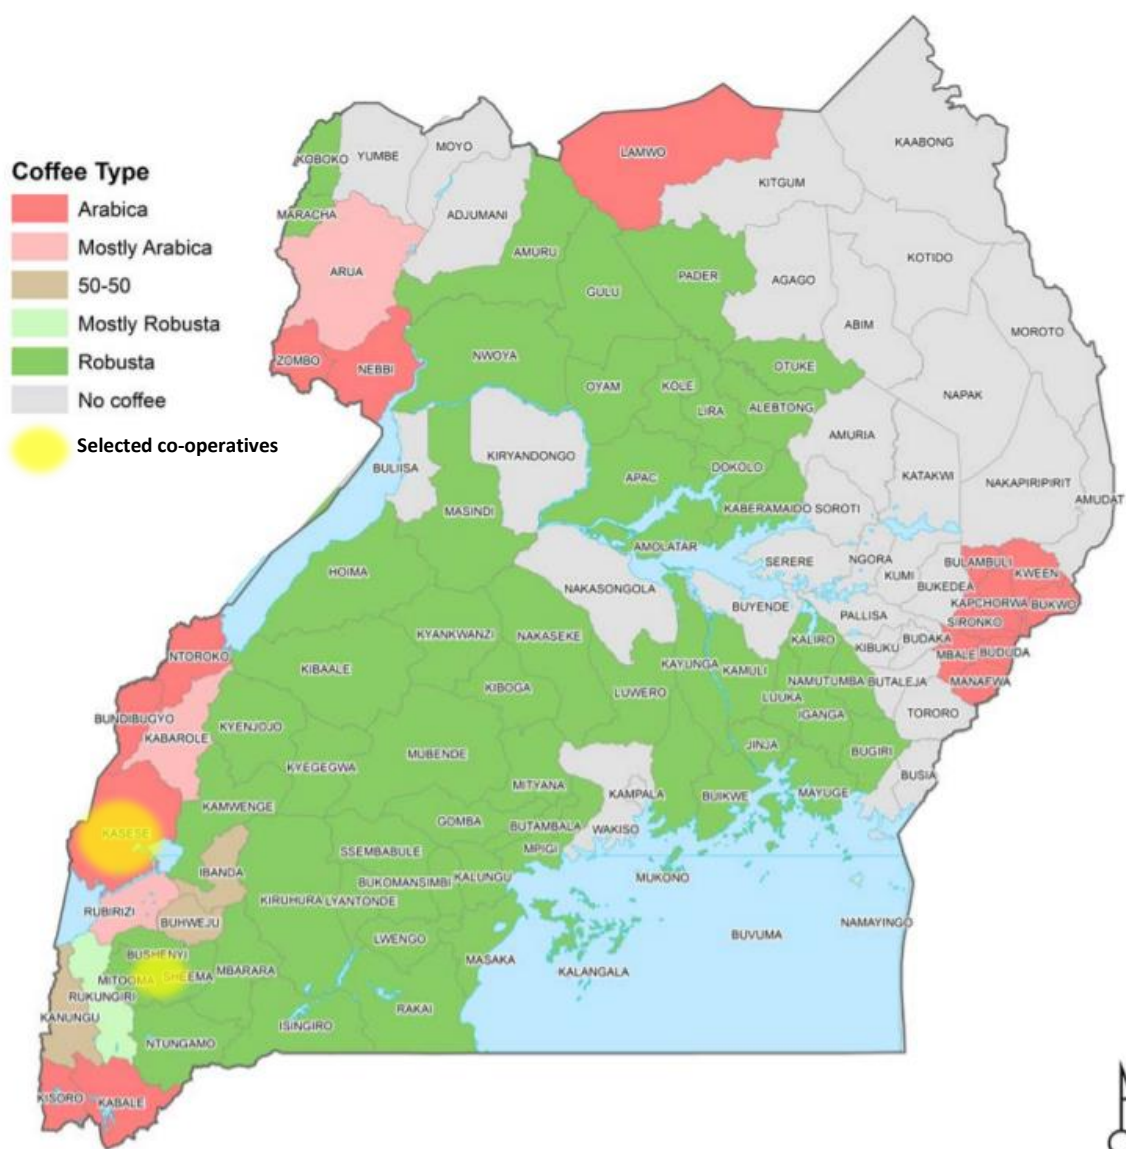 Coffee Type
Arabica
Mostly Arabica
50-50
Mostly Robusta
Robusta
No coffee
Selected co-operatives
KAABONG
LAMWO
MOYO
YUMBE
KOBOKO
KITGUM
MARACHA
ADJUMANI
AMURU
KOTIDO
ARUA
PADER
AGAGO
GULU
ABIM
MOROTO
NWOYA
ZOMBO
NEBBI
OTUKE
OYAM
KOLE
NAPAK
LIRA
ALEBTONG
AMURIA
KIRYANDONGO
BULIISA
DOKOLO
APAC
KATAKWI
NAKAPIRIPIRIT
AMUDAT
MASINDI
KABERAMAIDO
SOROTI
AMOLATAR
HOIMA
SERERE
NGORA
BULAMBULI
KWEEN
KUMI
BUKEDEA
NAKASONGOLA
BUYENDE
KAPCHORWA
BUKWO
PALLISA
SIRONKO
KYANKWANZI
NAKASEKE
KALIRO
BUDAKA
KIBUKU
MBALE
BUDUDA
NTOROKO
KIBAALE
KAYUNGA
KAMULI
NAMUTUMBA
BUTALEJA
MANAFWA
KIBOGA
LUWERO
LUUKA
IGANGA
TORORO
BUNDIBUGYO
KABAROLE
KYENJOJO
MUBENDE
JINJA
BUGIRI
KYEGEGWA
BUSIA
MITYANA
KAMPALA
BUIKWE
MAYUGE
KAMWENGE
GOMBA
BUTAMBALA
WAKISO
KASESE
MPIGI
SSEMBABULE
IBANDA
KALUNGU
MUKONO
BUKOMANSIMBI
KIRUHURA
LYANTONDE
RUBIRIZI
BUHWEJU
NAMAYINGO
BUVUMA
LWENGO
BUSHENYI
MASAKA
KALANGALA
MITOOMA
SHEEMA
MBARARA
RUKUNGIRI
RAKAI
KANUNGU
ISINGIRO
NTUNGAMO
KISORO
KABALE